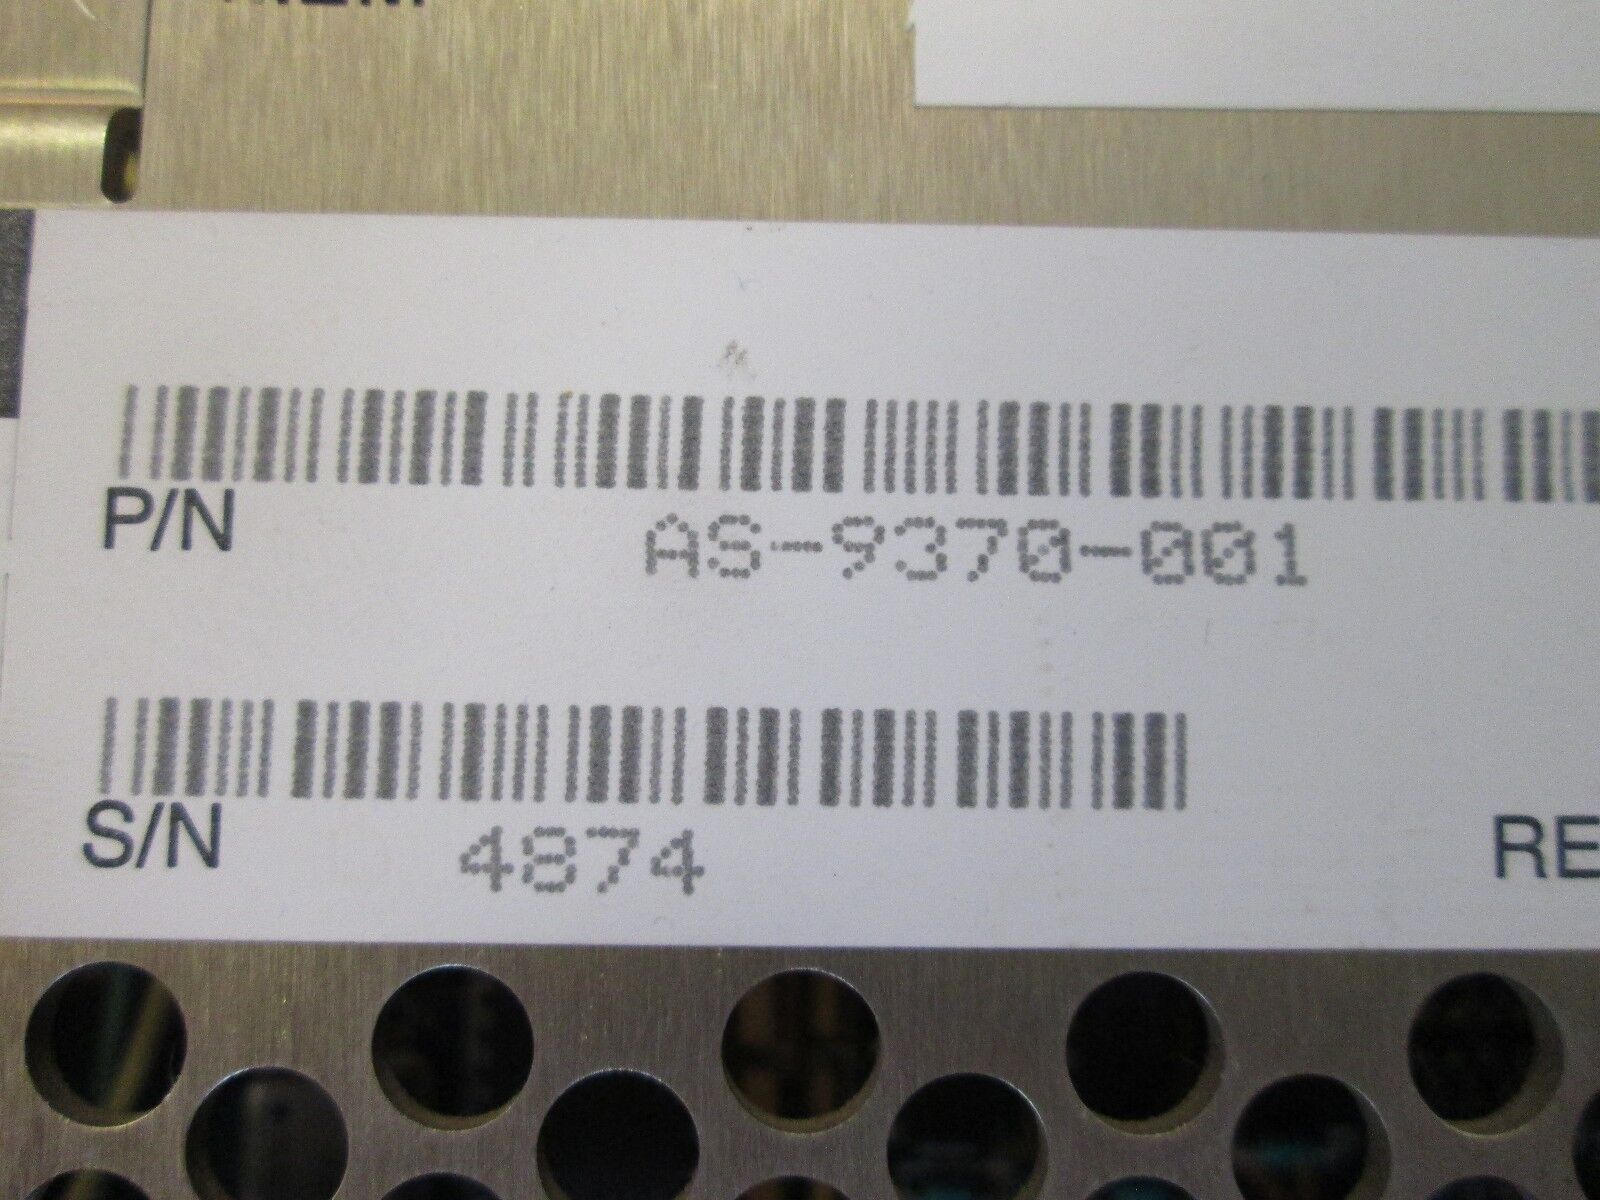 P/N
AS-9370-001
S/N
4874
RE